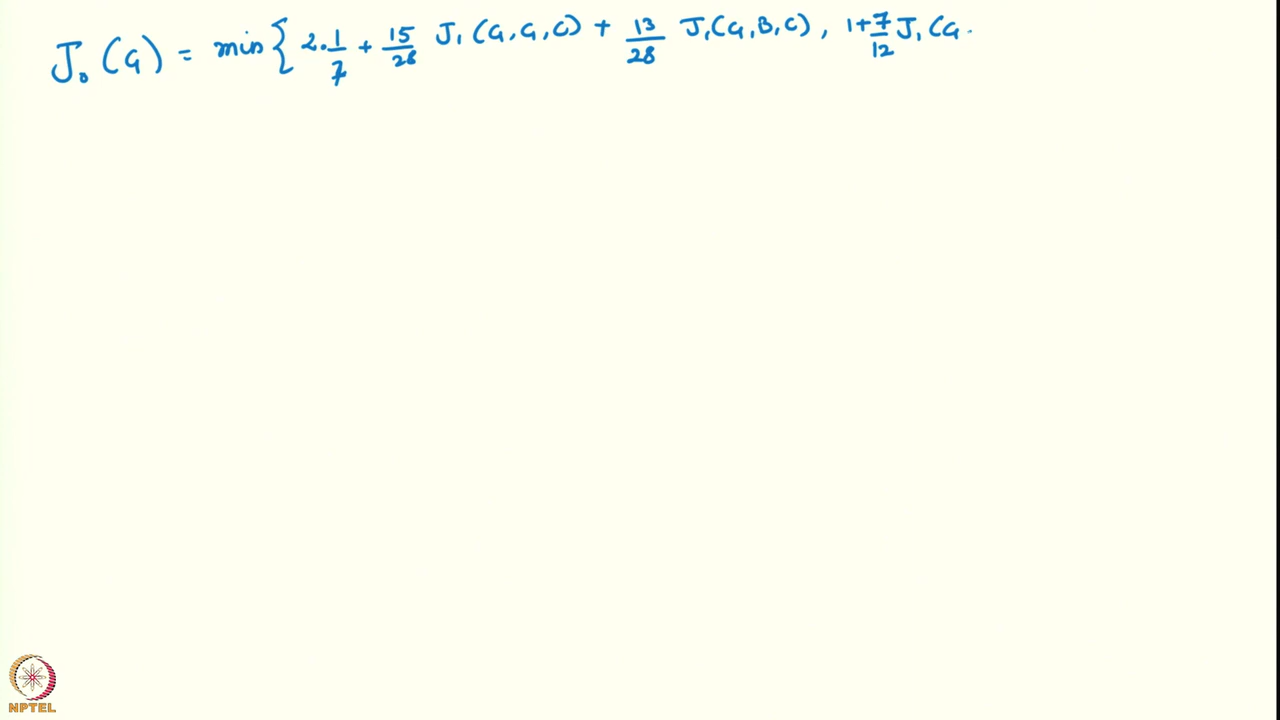 J₀(G) = min { 2·1/7 + 15/28 J₁(G,G,C) + 13/28 J₁(G,B,C), 1+7/12 J₁(G.
NPTEL